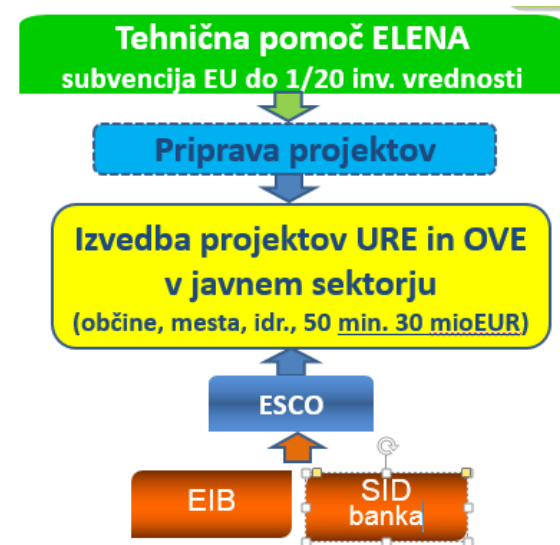 Tehnična pomoč ELENA
subvencija EU do 1/20 inv. vrednosti
Priprava projektov
Izvedba projektov URE in OVE
v javnem sektorju
(občine, mesta, idr., 50 min. 30 mioEUR)
ESCO
EIB
SID
banka